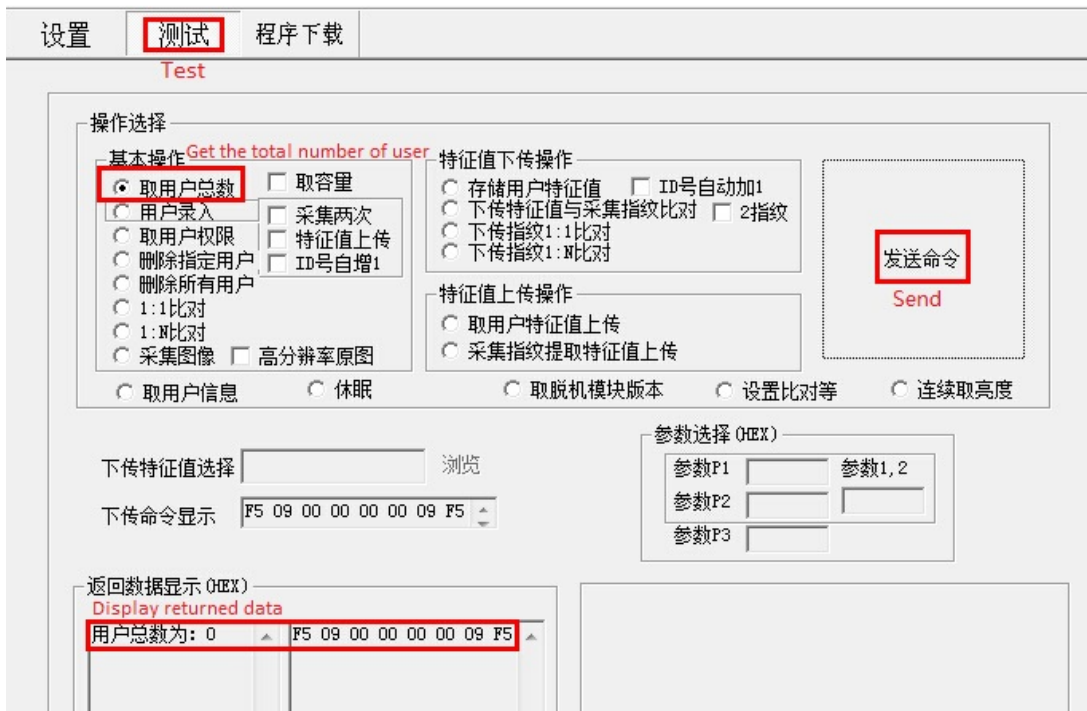 设置 测试 程序下载
Test
操作选择
基本操作 Get the total number of user 特征值下传操作
取用户总数 取容量 存储用户特征值 ID号自动加1
用户录入 采集两次 下传特征值与采集指纹比对 2指纹
取用户权限 特征值上传 下传指纹1:1比对
删除指定用户 ID号自增1 下传指纹1:N比对
发送命令
删除所有用户
特征值上传操作 Send
1:1比对
1:N比对 取用户特征值上传
采集图像 高分辨率原图 采集指纹提取特征值上传
取用户信息 休眠 取脱机模块版本 设置比对等 连续取亮度
参数选择(HEX)
下传特征值选择 浏览 参数P1 参数1,2
下传命令显示 F5 09 00 00 00 00 09 F5 参数P2
参数P3
返回数据显示(HEX)
Display returned data
用户总数为: 0 F5 09 00 00 00 00 09 F5